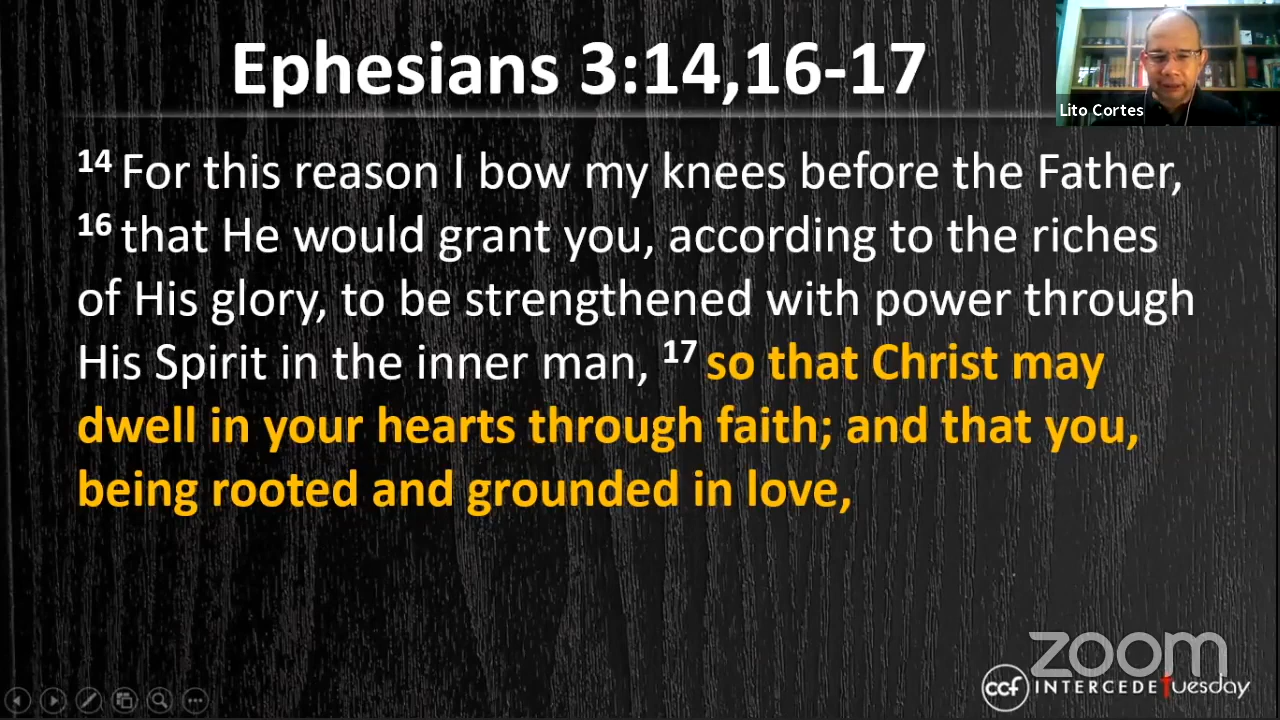 Ephesians 3:14,16-17
Lito Cortes
14 For this reason I bow my knees before the Father,
16 that He would grant you, according to the riches
of His glory, to be strengthened with power through
His Spirit in the inner man, 17 so that Christ may
dwell in your hearts through faith; and that you,
being rooted and grounded in love,
zoom
ccf INTERCEDE Tuesday